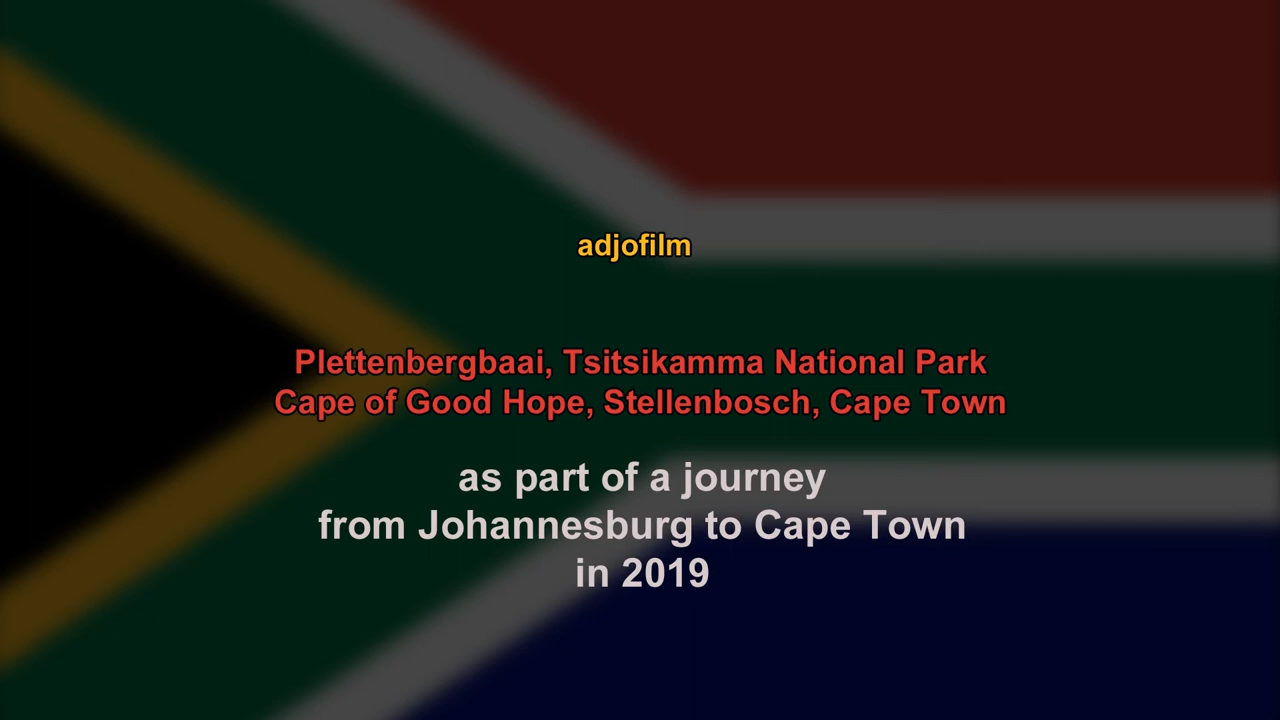 adjofilm
Plettenbergbaai, Tsitsikamma National Park
Cape of Good Hope, Stellenbosch, Cape Town
as part of a journey
from Johannesburg to Cape Town
in 2019